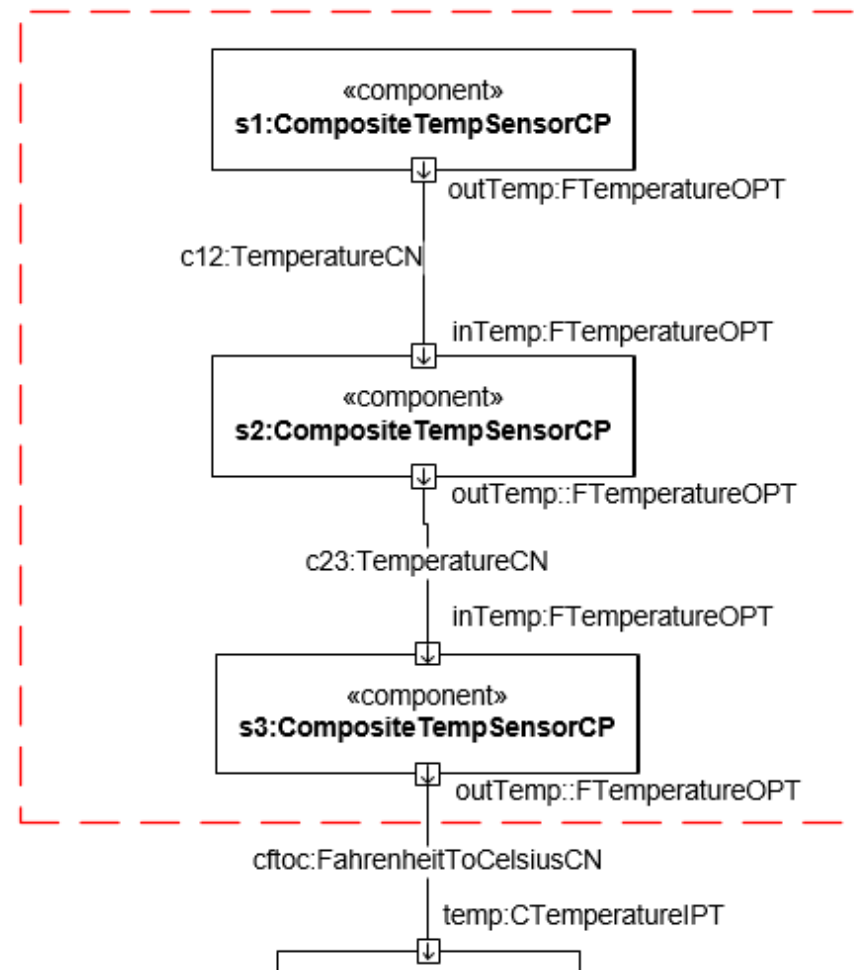 «component»
s1:CompositeTempSensorCP
outTemp:FTemperatureOPT
c12:TemperatureCN
inTemp:FTemperatureOPT
«component»
s2:CompositeTempSensorCP
outTemp::FTemperatureOPT
c23:TemperatureCN
inTemp:FTemperatureOPT
«component»
s3:CompositeTempSensorCP
outTemp::FTemperatureOPT
cftoc:FahrenheitToCelsiusCN
temp:CTemperatureIPT